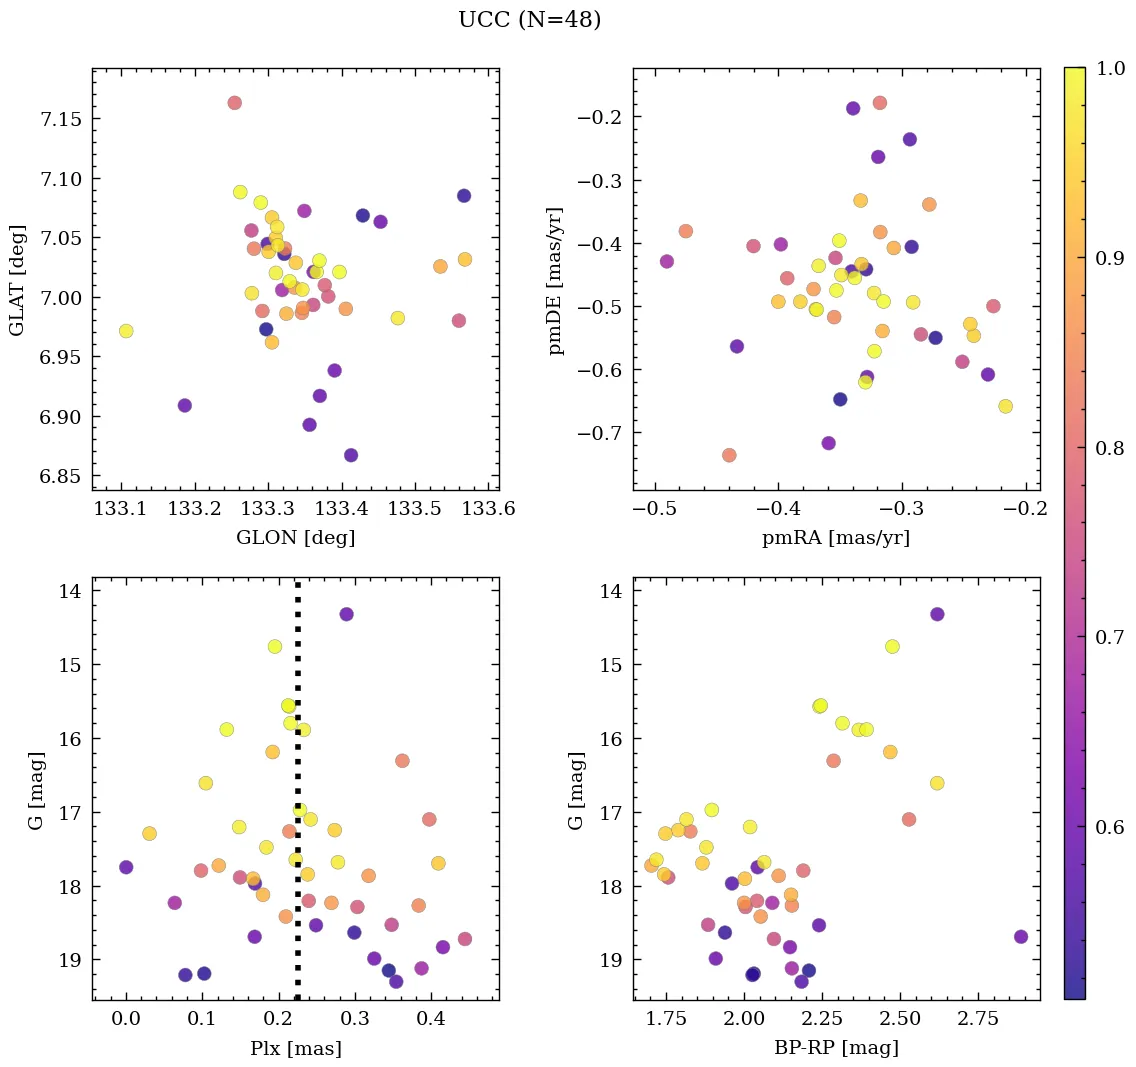 UCC (N=48)
7.15
7.10
7.05
7.00
6.95
6.90
6.85
GLAT [deg]
133.1 133.2 133.3 133.4 133.5 133.6
GLON [deg]
−0.2
−0.3
−0.4
−0.5
−0.6
−0.7
pmDE [mas/yr]
−0.5 −0.4 −0.3 −0.2
pmRA [mas/yr]
14
15
16
17
18
19
G [mag]
0.0 0.1 0.2 0.3 0.4
Plx [mas]
14
15
16
17
18
19
G [mag]
1.75 2.00 2.25 2.50 2.75
BP-RP [mag]
1.0
0.9
0.8
0.7
0.6